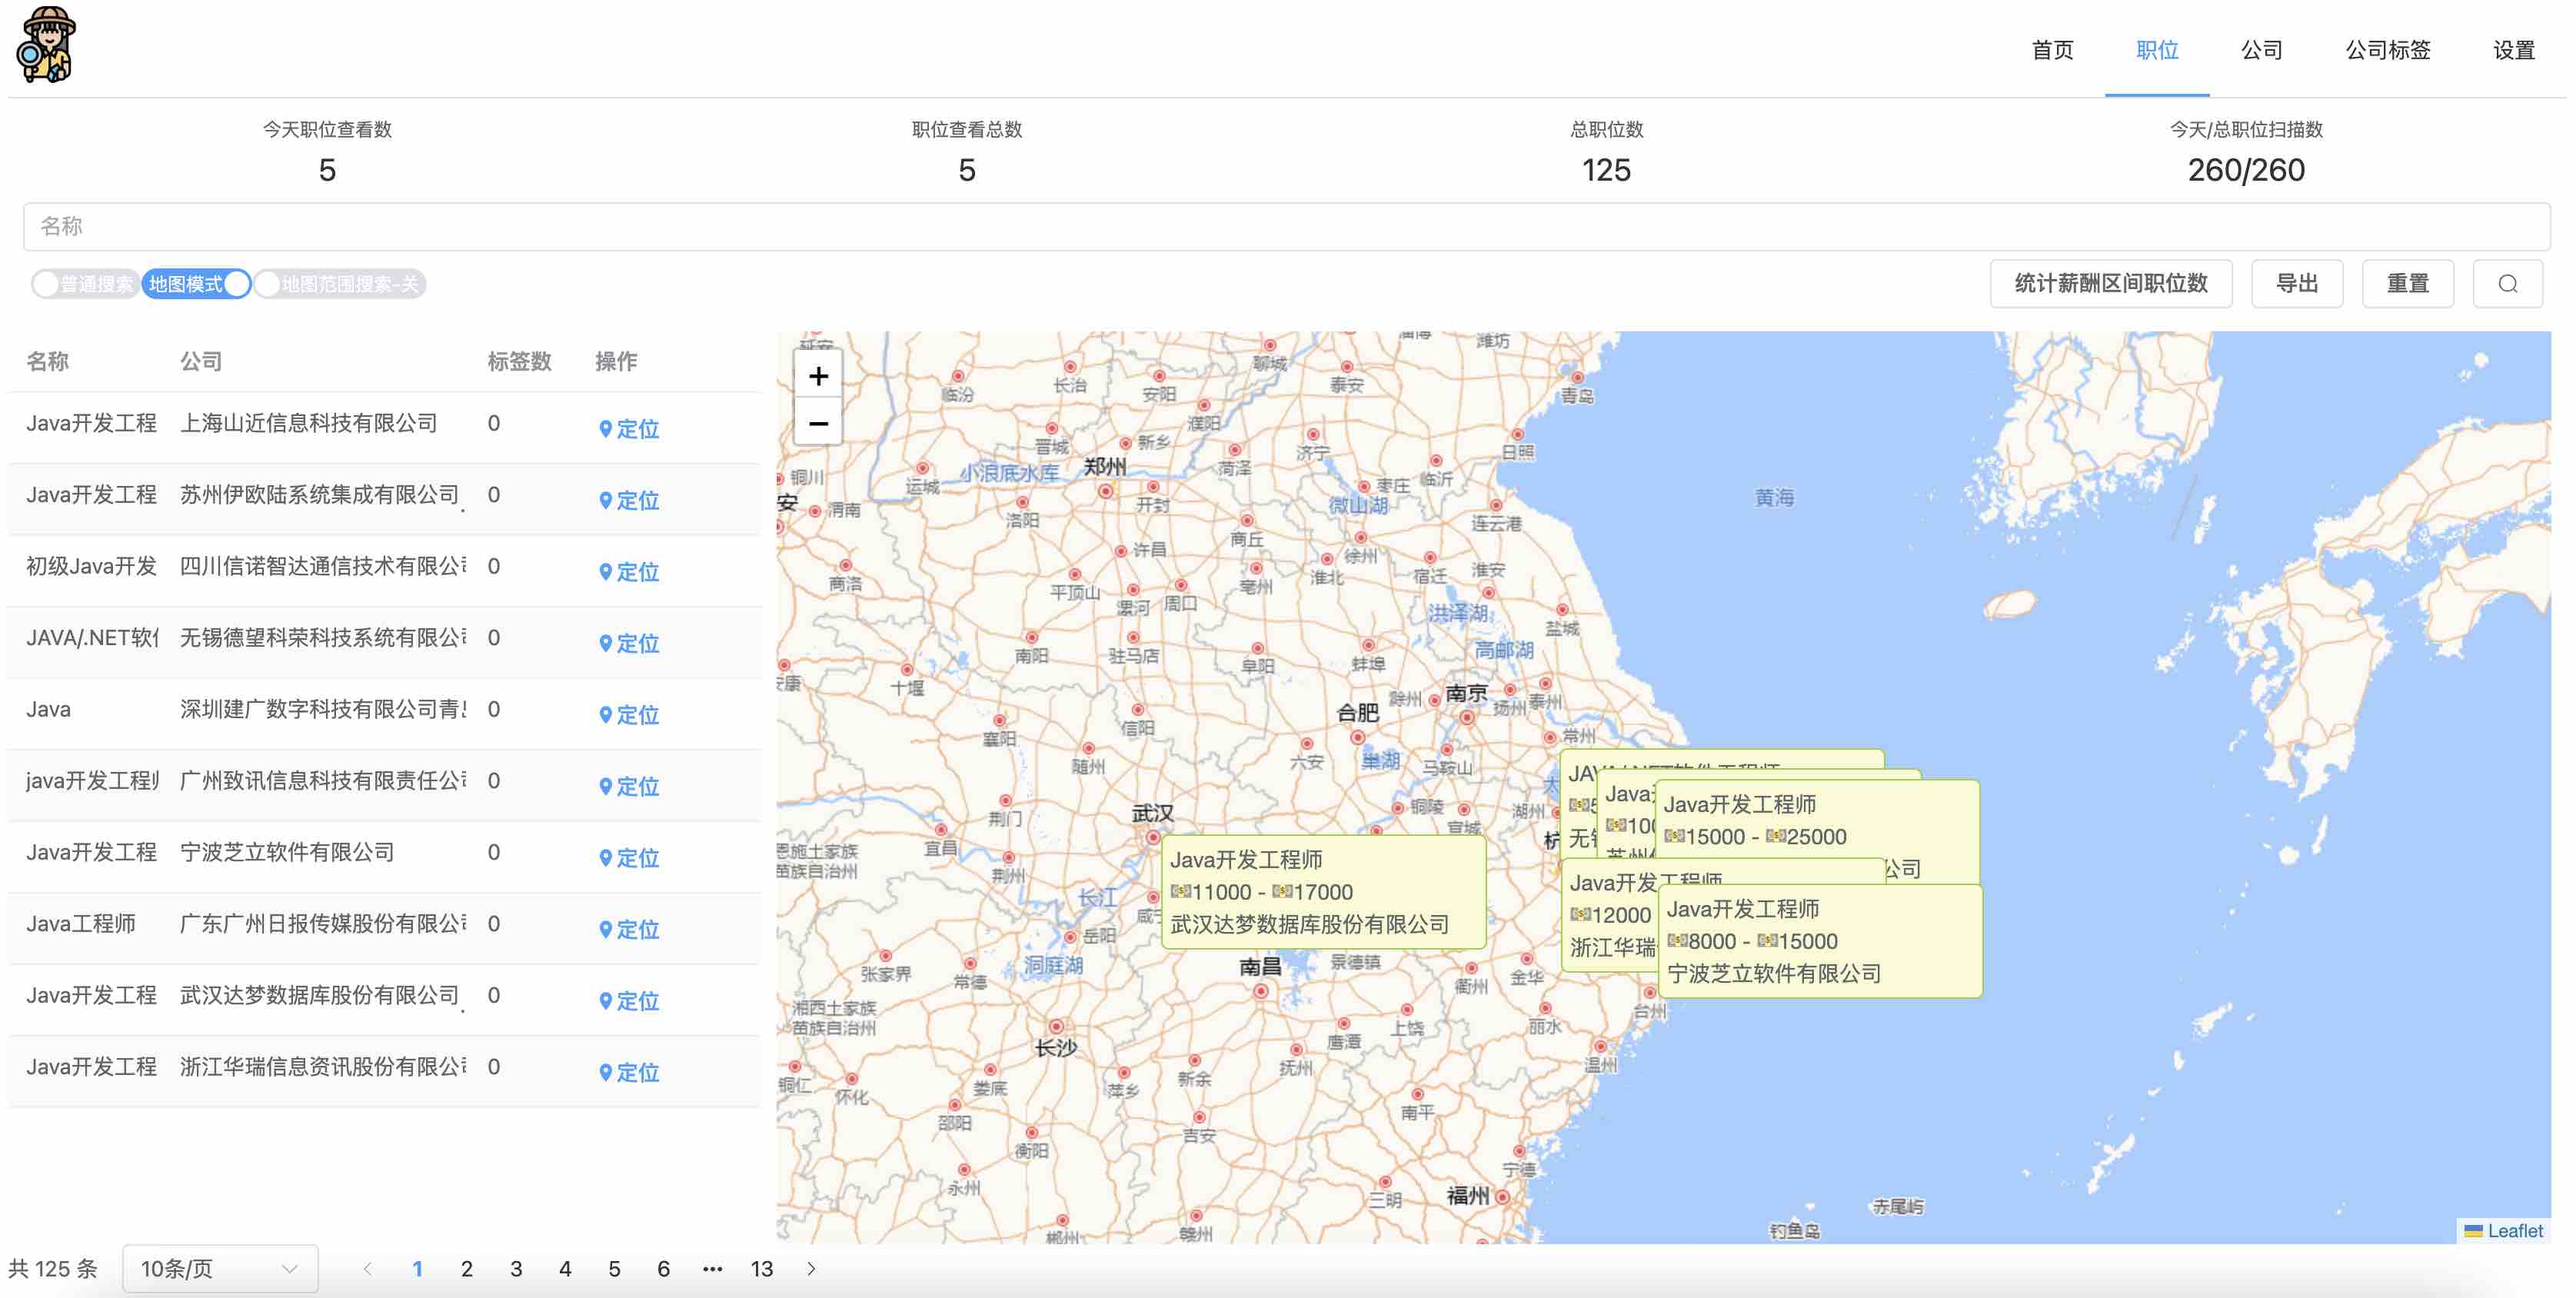 首页
职位
公司
公司标签
设置
今天职位查看数
5
职位查看总数
5
总职位数
125
今天/总职位扫描数
260/260
名称
普通搜索
地图模式
地图范围搜索-关
统计薪酬区间职位数
导出
重置
名称 公司 标签数 操作
Java开发工程 上海山近信息科技有限公司 0 定位
Java开发工程 苏州伊欧陆系统集成有限公司 0 定位
初级Java开发 四川信诺智达通信技术有限公 0 定位
JAVA/.NET软 无锡德望科荣科技系统有限公 0 定位
Java 深圳建广数字科技有限公司青 0 定位
java开发工程 广州致讯信息科技有限责任公 0 定位
Java开发工程 宁波芝立软件有限公司 0 定位
Java工程师 广东广州日报传媒股份有限公 0 定位
Java开发工程 武汉达梦数据库股份有限公司 0 定位
Java开发工程 浙江华瑞信息资讯股份有限公 0 定位
共 125 条
10条/页
1 2 3 4 5 6 ••• 13
+
−
延安
临汾
长治
安阳
聊城
泰安
淄博
潍坊
青岛
濮阳
晋城
新乡
菏泽
济宁
日照
铜川
运城
小浪底水库
郑州
枣庄
临沂
安
渭南
洛阳
开封
微山湖
连云港
黄海
商丘
许昌
徐州
商洛
平顶山
漯河
周口
亳州
淮北
宿迁
淮安
洪泽湖
盐城
南阳
驻马店
阜阳
蚌埠
高邮湖
安康
十堰
滁州
南京
扬州
泰州
信阳
合肥
襄阳
常州
随州
六安
巢湖
马鞍山
荆门
武汉
铜陵
湖州
宣城
宜昌
杭
恩施土家族
苗族自治州
荆州
长江
岳阳
洞庭湖
张家界
常德
南昌
景德镇
衢州
金华
台州
湘西土家族
苗族自治州
长沙
上饶
丽水
鹰潭
温州
铜仁
怀化
娄底
萍乡
新余
抚州
邵阳
南平
衡阳
吉安
宁德
永州
三明
福州
郴州
赣州
钓鱼岛
赤尾屿
Java开发工程师
11000 - 17000
武汉达梦数据库股份有限公司
Java
Java开发工程师
15000 - 25000
公司
Java开发工程师
12000
浙江华瑞
Java开发工程师
8000 - 15000
宁波芝立软件有限公司
Leaflet